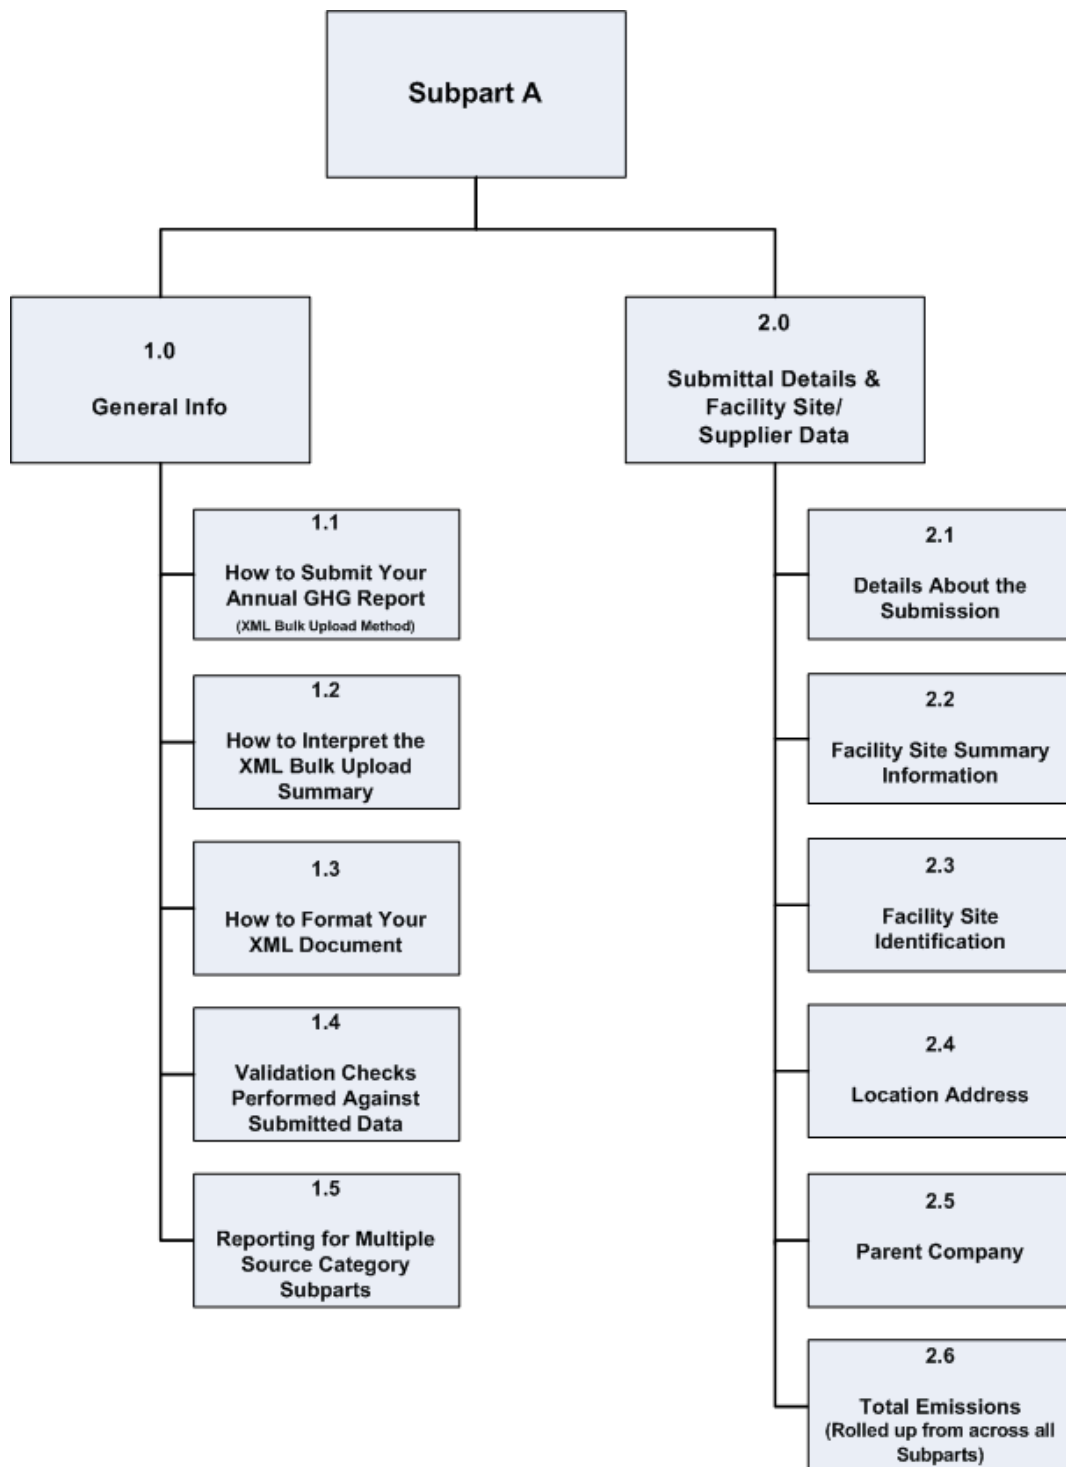 Subpart A
1.0
General Info
1.1
How to Submit Your
Annual GHG Report
(XML Bulk Upload Method)
1.2
How to Interpret the
XML Bulk Upload
Summary
1.3
How to Format Your
XML Document
1.4
Validation Checks
Performed Against
Submitted Data
1.5
Reporting for Multiple
Source Category
Subparts
2.0
Submittal Details &
Facility Site/
Supplier Data
2.1
Details About the
Submission
2.2
Facility Site Summary
Information
2.3
Facility Site
Identification
2.4
Location Address
2.5
Parent Company
2.6
Total Emissions
(Rolled up from across all
Subparts)